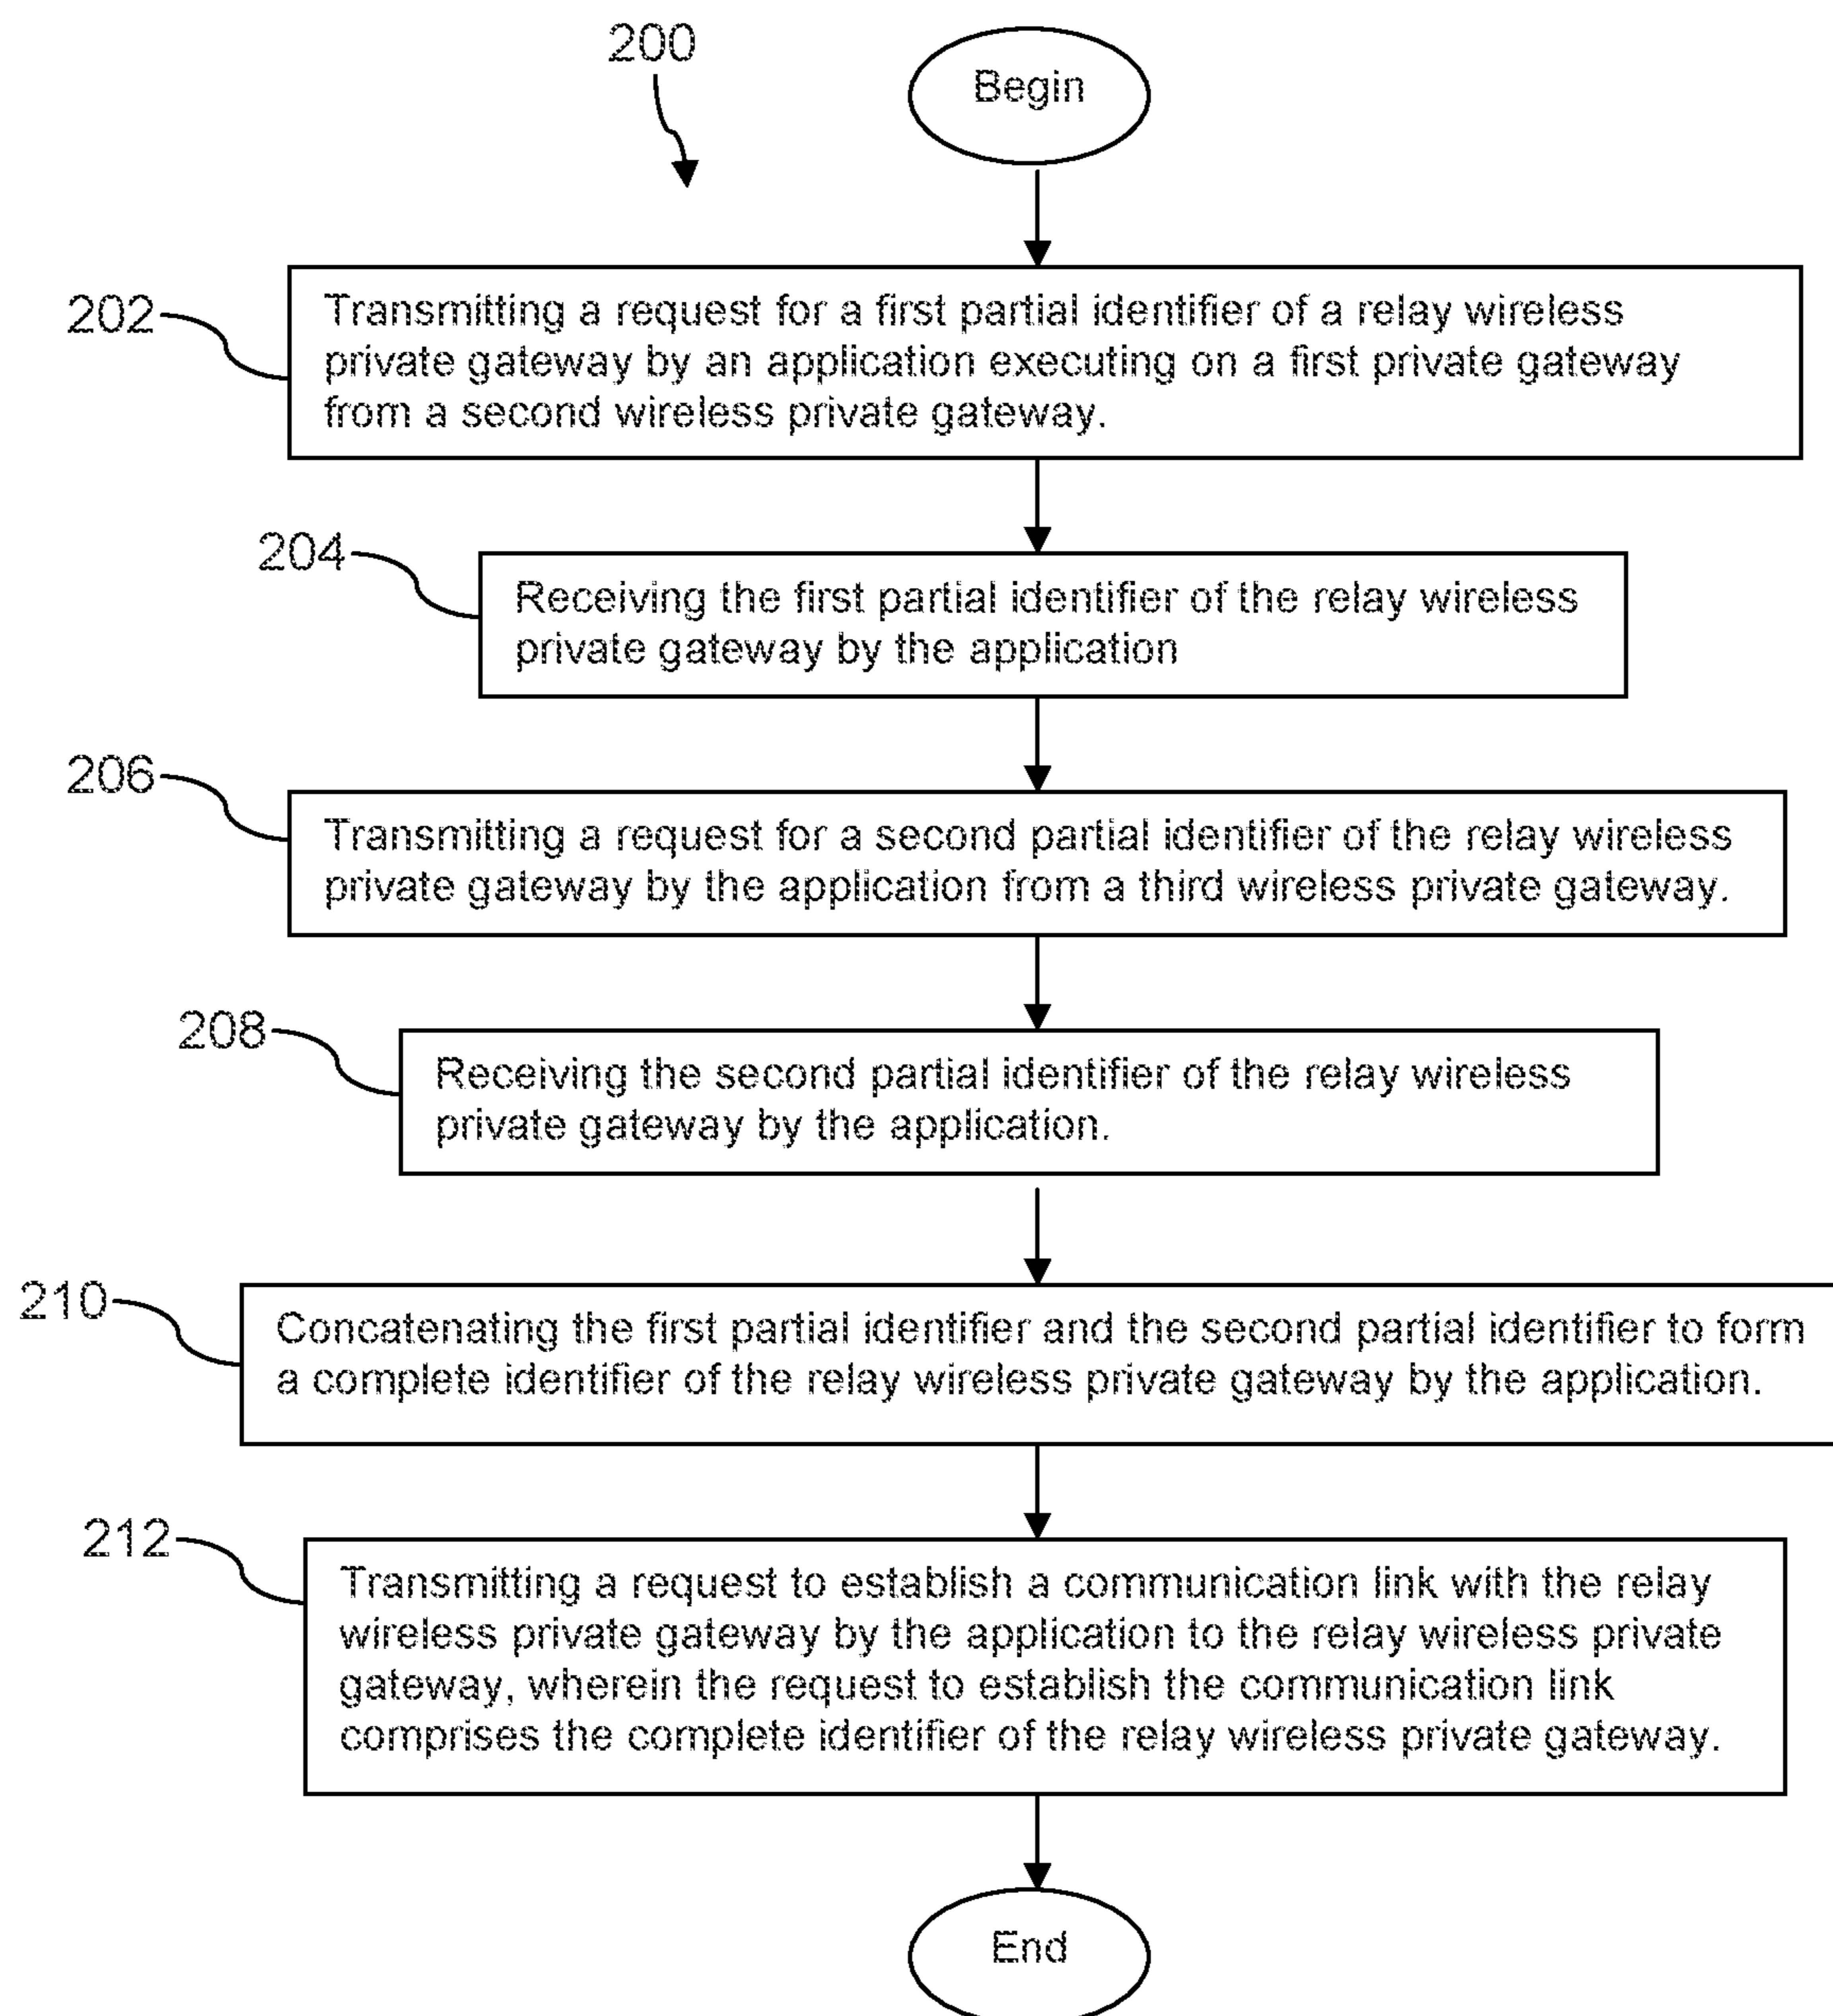 200
Begin
202
Transmitting a request for a first partial identifier of a relay wireless
private gateway by an application executing on a first private gateway
from a second wireless private gateway.
204
Receiving the first partial identifier of the relay wireless
private gateway by the application
206
Transmitting a request for a second partial identifier of the relay wireless
private gateway by the application from a third wireless private gateway.
208
Receiving the second partial identifier of the relay wireless
private gateway by the application.
210
Concatenating the first partial identifier and the second partial identifier to form
a complete identifier of the relay wireless private gateway by the application.
212
Transmitting a request to establish a communication link with the relay
wireless private gateway by the application to the relay wireless private
gateway, wherein the request to establish the communication link
comprises the complete identifier of the relay wireless private gateway.
End